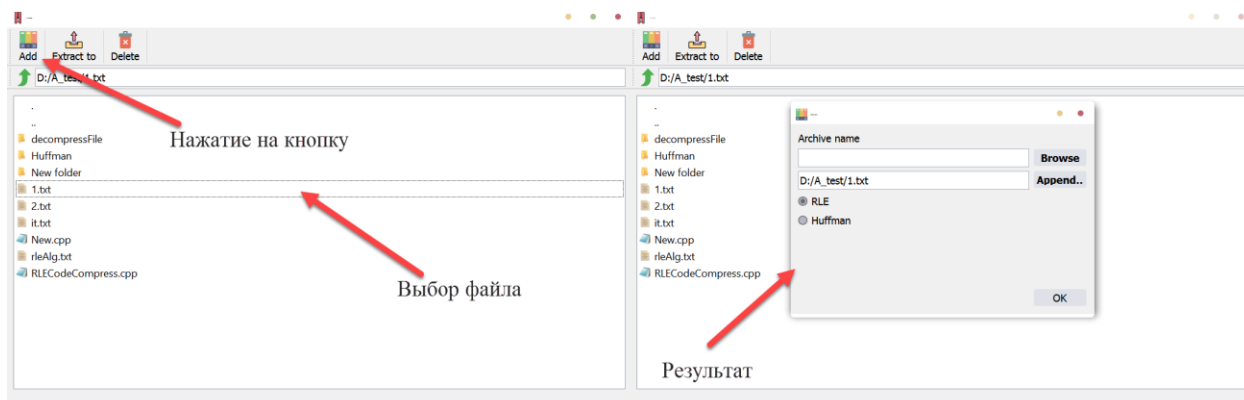 Add Extract to Delete
D:/A_test/1.txt
.
..
decompressFile
Huffman
New folder
1.txt
2.txt
it.txt
New.cpp
rleAlg.txt
RLECodeCompress.cpp
Нажатие на кнопку
Выбор файла
Add Extract to Delete
D:/A_test/1.txt
.
..
decompressFile
Huffman
New folder
1.txt
2.txt
it.txt
New.cpp
rleAlg.txt
RLECodeCompress.cpp
Archive name
Browse
D:/A_test/1.txt Append..
RLE
Huffman
OK
Результат